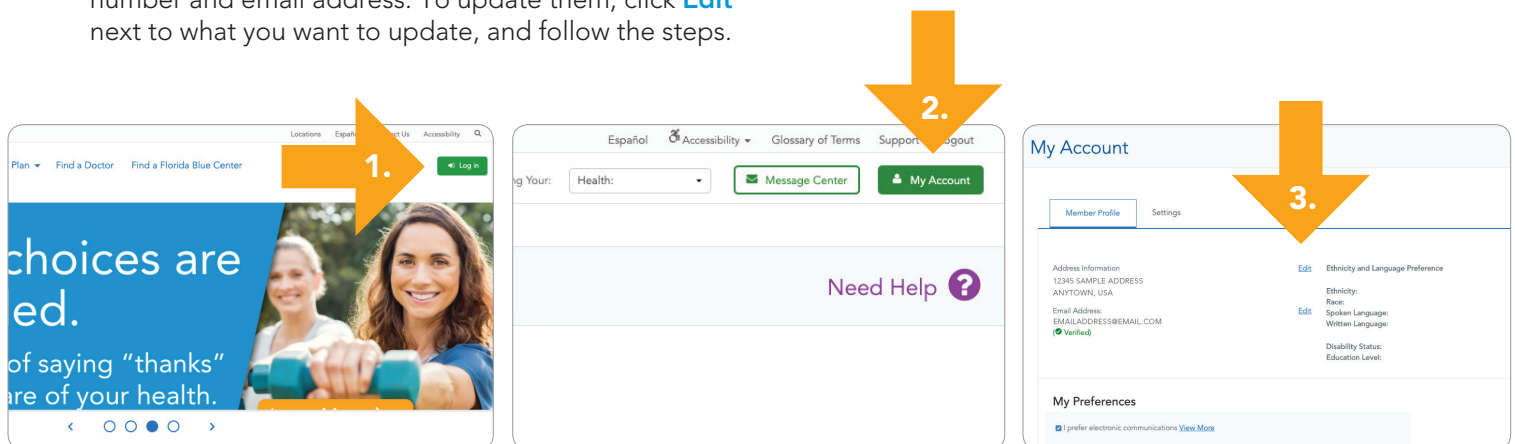 number and email address. To update them, click Edit
next to what you want to update, and follow the steps.
1.
Locations Accessibility
Plan Find a Doctor Find a Florida Blue Center
Log in
choices are
ed.
of saying "thanks"
are of your health.
2.
Español Accessibility Glossary of Terms Support
Your: Health: Message Center My Account
Need Help ?
3.
My Account
Member Profile Settings
Address Information Edit
12345 SAMPLE ADDRESS
ANYTOWN, USA
Email Address: Edit
EMAILADDRESS@EMAIL.COM
(Verified)
Ethnicity and Language Preference
Ethnicity:
Race:
Spoken Language:
Written Language:
Disability Status:
Education Level:
My Preferences
I prefer electronic communications View More